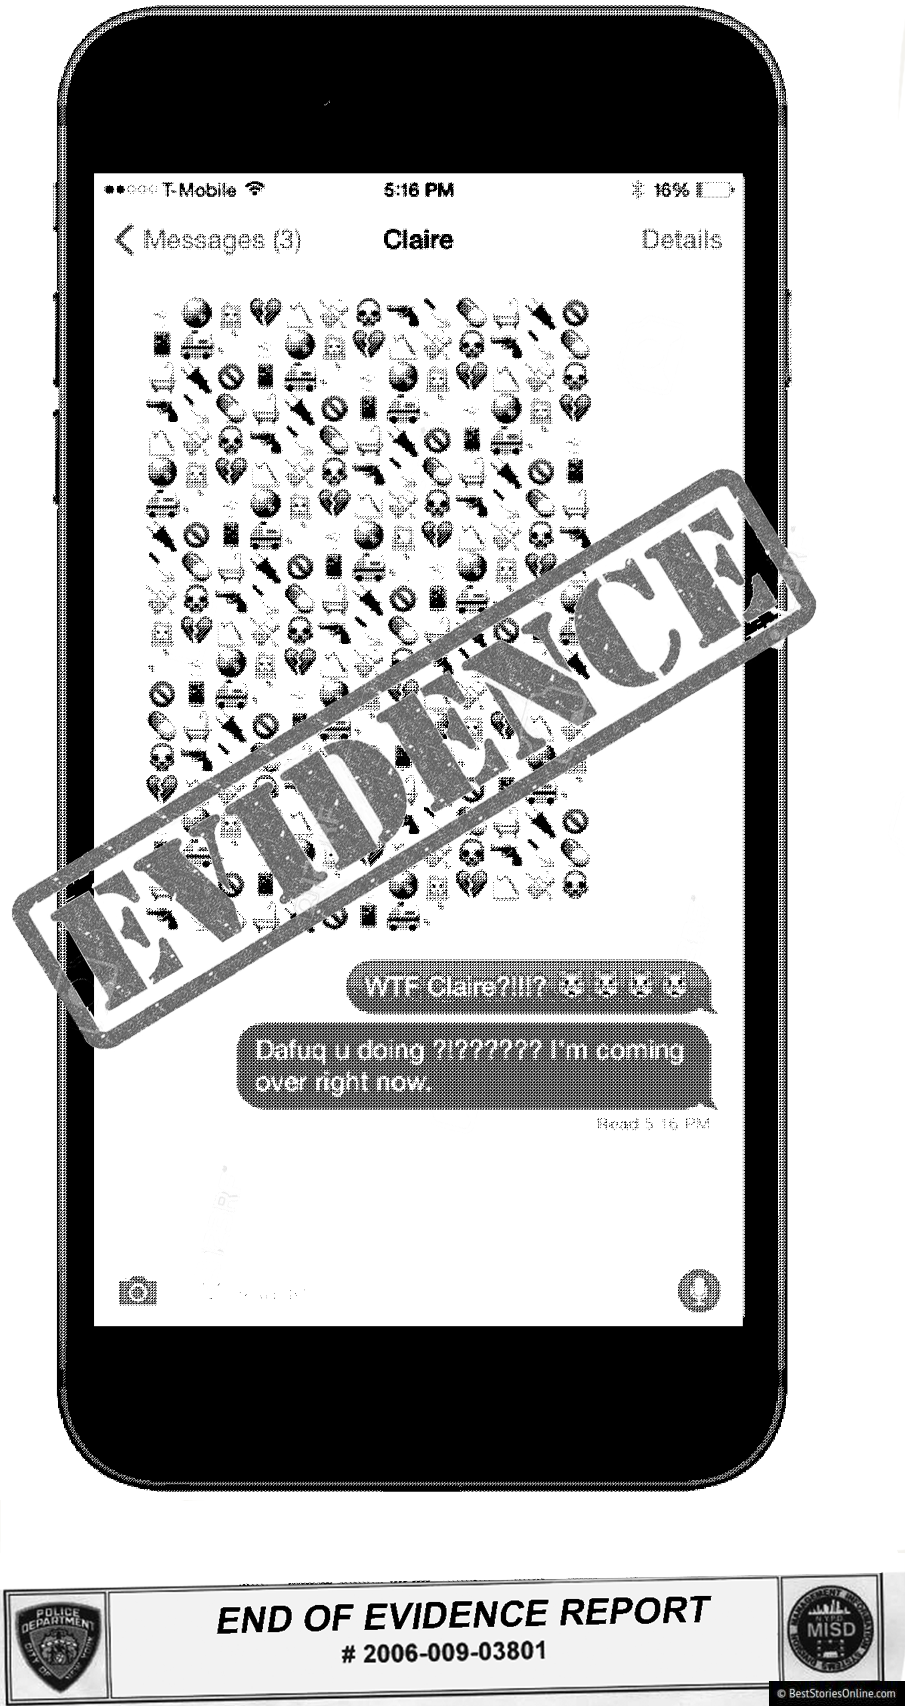 T-Mobile 5:16 PM 16%
Messages (3) Claire Details
EVIDENCE
WTF Claire?!!!?
Dafuq u doing ?!?????? I'm coming
over right now.
Read 5:16 PM
POLICE
DEPARTMENT
CITY OF NEW YORK
END OF EVIDENCE REPORT
# 2006-009-03801
MANAGEMENT INFORMATION SYSTEMS DIVISION
N.Y.P.D.
MISD
© BestStoriesOnline.com